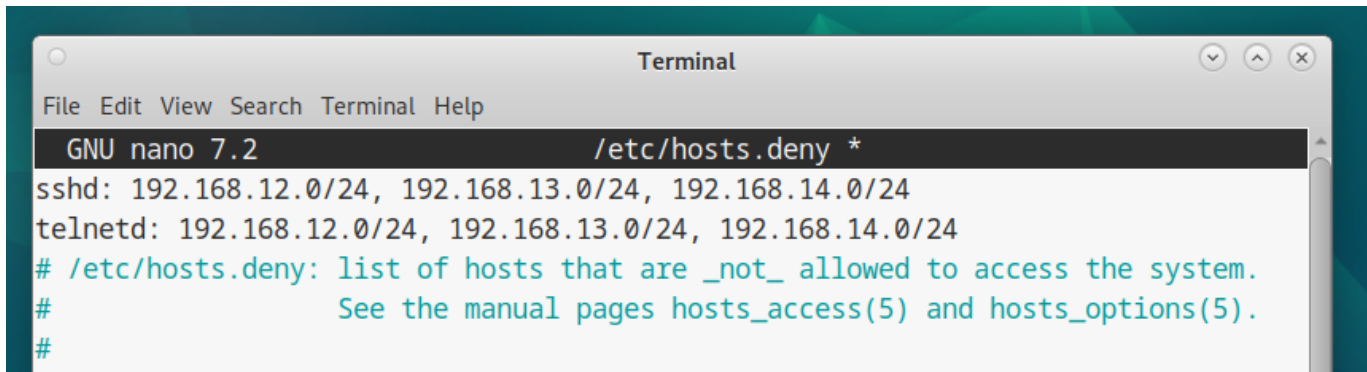 Terminal
File Edit View Search Terminal Help
GNU nano 7.2 /etc/hosts.deny *
sshd: 192.168.12.0/24, 192.168.13.0/24, 192.168.14.0/24
telnetd: 192.168.12.0/24, 192.168.13.0/24, 192.168.14.0/24
# /etc/hosts.deny: list of hosts that are _not_ allowed to access the system.
# See the manual pages hosts_access(5) and hosts_options(5).
#